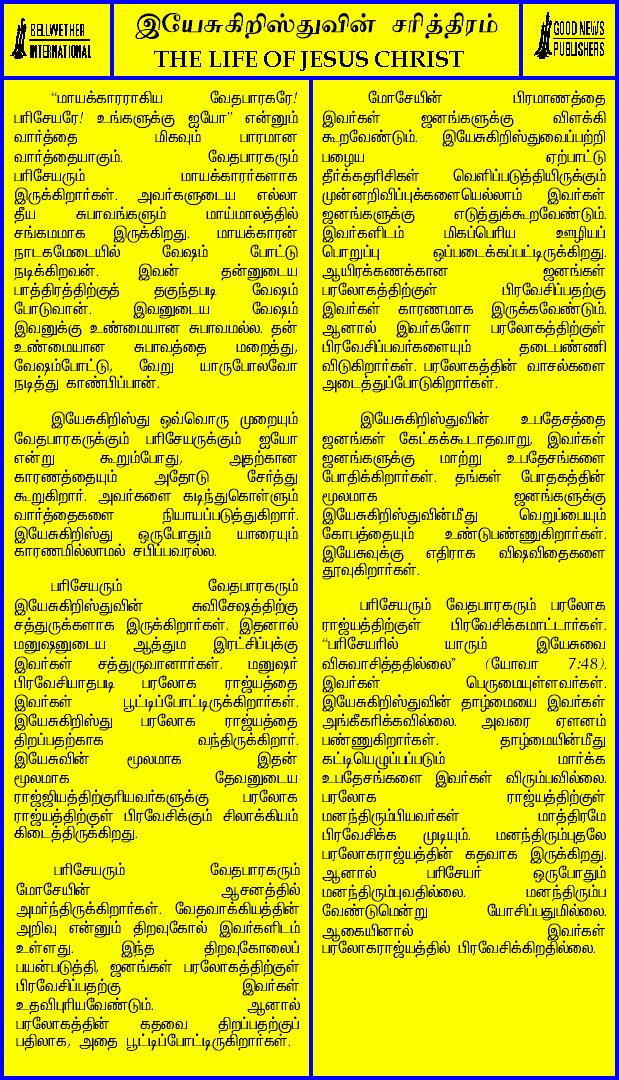 BELLWETHER
INTERNATIONAL
இயேசுகிறிஸ்துவின் சரித்திரம்
THE LIFE OF JESUS CHRIST
GOOD NEWS
PUBLISHERS
“மாயக்காரராகிய வேதபாரகரே!
பரிசேயரே! உங்களுக்கு ஐயோ” என்னும்
வார்த்தை மிகவும் பாரமான
வார்த்தையாகும். வேதபாரகரும்
பரிசேயரும் மாயக்காரர்களாக
இருக்கிறார்கள். அவர்களுடைய எல்லா
தீய சுபாவங்களும் மாய்மாலத்தில்
சங்கமமாக இருக்கிறது. மாயக்காரன்
நாடகமேடையில் வேஷம் போட்டு
நடிக்கிறவன். இவன் தன்னுடைய
பாத்திரத்திற்குத் தகுந்தபடி வேஷம்
போடுவான். இவனுடைய வேஷம்
இவனுக்கு உண்மையான சுபாவமல்ல. தன்
உண்மையான சுபாவத்தை மறைத்து,
வேஷம்போட்டு, வேறு யாருபோலவோ
நடித்து காண்பிப்பான்.
இயேசுகிறிஸ்து ஒவ்வொரு முறையும்
வேதபாரகருக்கும் பரிசேயருக்கும் ஐயோ
என்று கூறும்போது, அதற்கான
காரணத்தையும் அதோடு சேர்த்து
கூறுகிறார். அவர்களை கடிந்துகொள்ளும்
வார்த்தைகளை நியாயப்படுத்துகிறார்.
இயேசுகிறிஸ்து ஒருபோதும் யாரையும்
காரணமில்லாமல் சபிப்பவரல்ல.
பரிசேயரும் வேதபாரகரும்
இயேசுகிறிஸ்துவின் சுவிசேஷத்திற்கு
சத்துருக்களாக இருக்கிறார்கள். இதனால்
மனுஷனுடைய ஆத்தும இரட்சிப்புக்கு
இவர்கள் சத்துருவானார்கள். மனுஷர்
பிரவேசியாதபடி பரலோக ராஜ்யத்தை
இவர்கள் பூட்டிப்போட்டிருக்கிறார்கள்.
இயேசுகிறிஸ்து பரலோக ராஜ்யத்தை
திறப்பதற்காக வந்திருக்கிறார்.
இயேசுவின் மூலமாக இதன்
மூலமாக தேவனுடைய
ராஜ்ஜியத்திற்குரியவர்களுக்கு பரலோக
ராஜ்யத்திற்குள் பிரவேசிக்கும் சிலாக்கியம்
கிடைத்திருக்கிறது.
பரிசேயரும் வேதபாரகரும்
மோசேயின் ஆசனத்தில்
அமர்ந்திருக்கிறார்கள். வேதவாக்கியத்தின்
அறிவு என்னும் திறவுகோல் இவர்களிடம்
உள்ளது. இந்த திறவுகோலைப்
பயன்படுத்தி, ஜனங்கள் பரலோகத்திற்குள்
பிரவேசிப்பதற்கு இவர்கள்
உதவிபுரியவேண்டும். ஆனால்
பரலோகத்தின் கதவை திறப்பதற்குப்
பதிலாக, அதை பூட்டிப்போட்டிருகிறார்கள்.
மோசேயின் பிரமாணத்தை
இவர்கள் ஜனங்களுக்கு விளக்கி
கூறவேண்டும். இயேசுகிறிஸ்துவைப்பற்றி
பழைய ஏற்பாட்டு
தீர்க்கதரிசிகள் வெளிப்படுத்தியிருக்கும்
முன்னறிவிப்புக்களையெல்லாம் இவர்கள்
ஜனங்களுக்கு எடுத்துக்கூறவேண்டும்.
இவர்களிடம் மிகப்பெரிய ஊழியப்
பொறுப்பு ஒப்படைக்கப்பட்டிருக்கிறது.
ஆயிரக்கணக்கான ஜனங்கள்
பரலோகத்திற்குள் பிரவேசிப்பதற்கு
இவர்கள் காரணமாக இருக்கவேண்டும்.
ஆனால் இவர்களோ பரலோகத்திற்குள்
பிரவேசிப்பவர்களையும் தடைபண்ணி
விடுகிறார்கள். பரலோகத்தின் வாசல்களை
அடைத்துப்போடுகிறார்கள்.
இயேசுகிறிஸ்துவின் உபதேசத்தை
ஜனங்கள் கேட்கக்கூடாதவாறு, இவர்கள்
ஜனங்களுக்கு மாற்று உபதேசங்களை
போதிக்கிறார்கள். தங்கள் போதகத்தின்
மூலமாக ஜனங்களுக்கு
இயேசுகிறிஸ்துவின்மீது வெறுப்பையும்
கோபத்தையும் உண்டுபண்ணுகிறார்கள்.
இயேசுவுக்கு எதிராக விஷவிதைகளை
தூவுகிறார்கள்.
பரிசேயரும் வேதபாரகரும் பரலோக
ராஜ்யத்திற்குள் பிரவேசிக்கமாட்டார்கள்.
“பரிசேயரில் யாரும் இயேசுவை
விசுவாசித்ததில்லை” (யோவா 7:48).
இவர்கள் பெருமையுள்ளவர்கள்.
இயேசுகிறிஸ்துவின் தாழ்மையை இவர்கள்
அங்கீகரிக்கவில்லை. அவரை ஏளனம்
பண்ணுகிறார்கள். தாழ்மையின்மீது
கட்டியெழுப்பப்படும் மார்க்க
உபதேசங்களை இவர்கள் விரும்பவில்லை.
பரலோக ராஜ்யத்திற்குள்
மனந்திரும்பியவர்கள் மாத்திரமே
பிரவேசிக்க முடியும். மனந்திரும்புதலே
பரலோகராஜ்யத்தின் கதவாக இருக்கிறது.
ஆனால் பரிசேயர் ஒருபோதும்
மனந்திரும்புவதில்லை. மனந்திரும்ப
வேண்டுமென்று யோசிப்பதுமில்லை.
ஆகையினால் இவர்கள்
பரலோகராஜ்யத்தில் பிரவேசிக்கிறதில்லை.